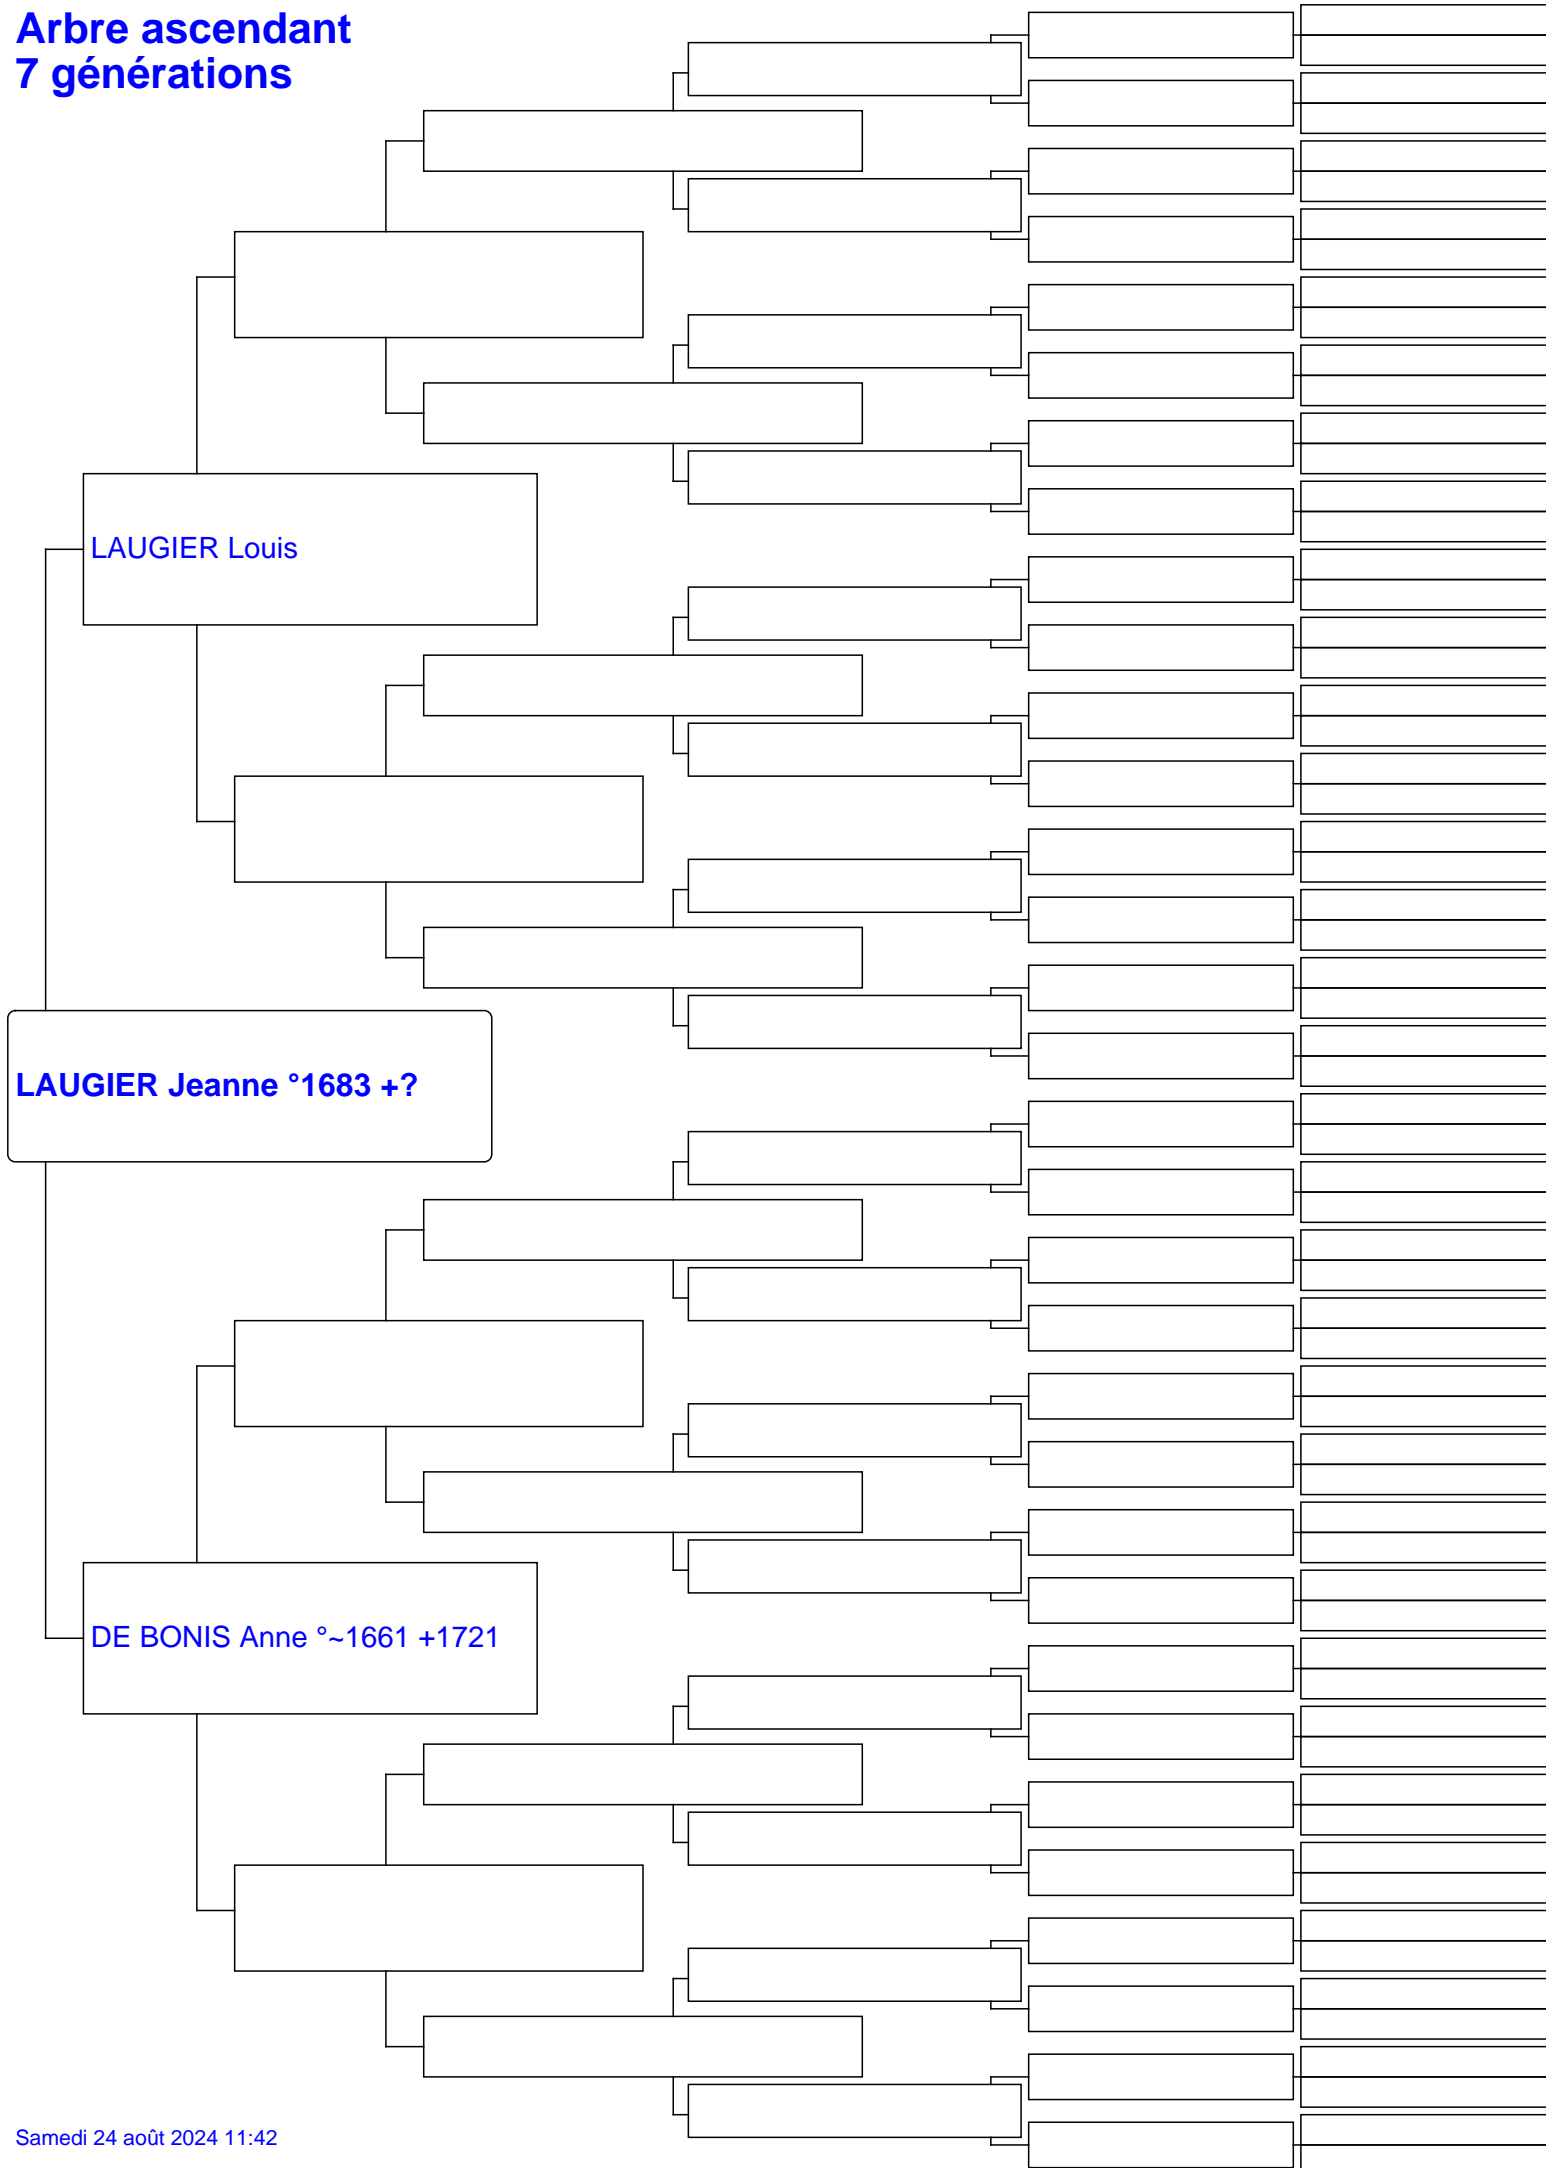 Arbre ascendant
7 générations
LAUGIER Louis
LAUGIER Jeanne °1683 +?
DE BONIS Anne °~1661 +1721
Samedi 24 août 2024 11:42